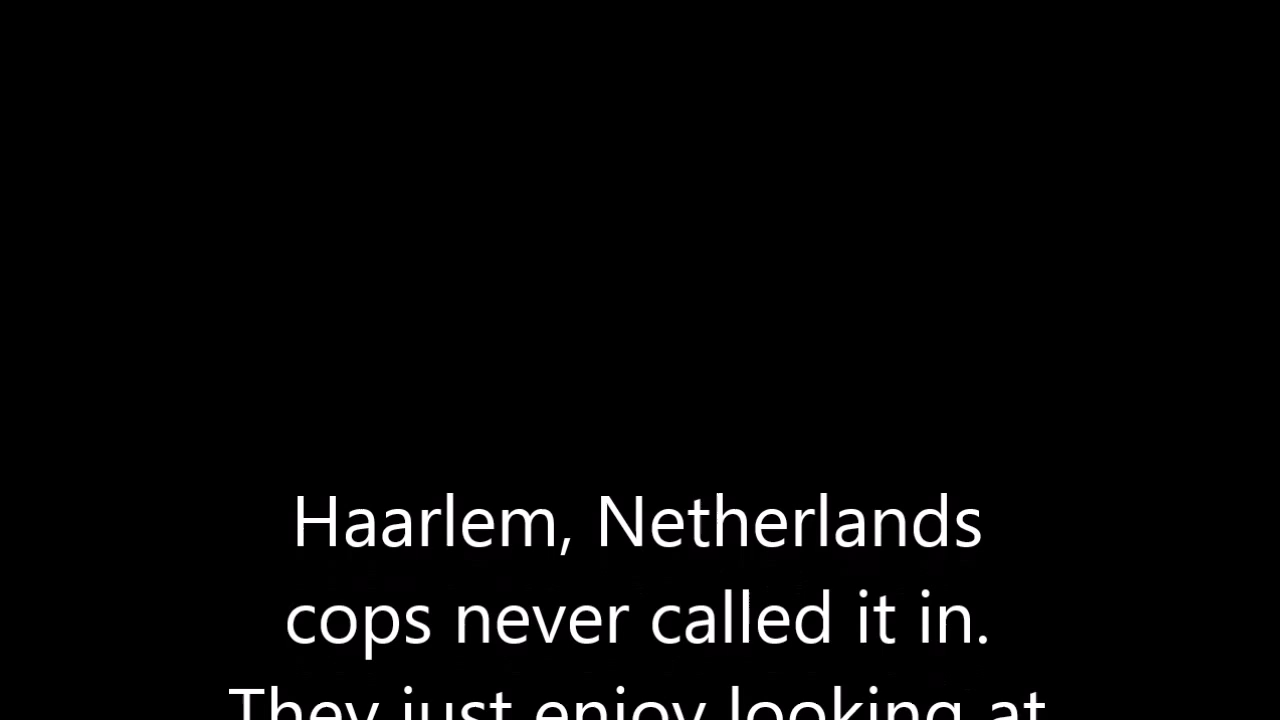 Haarlem, Netherlands
cops never called it in.
They just enjoy looking at